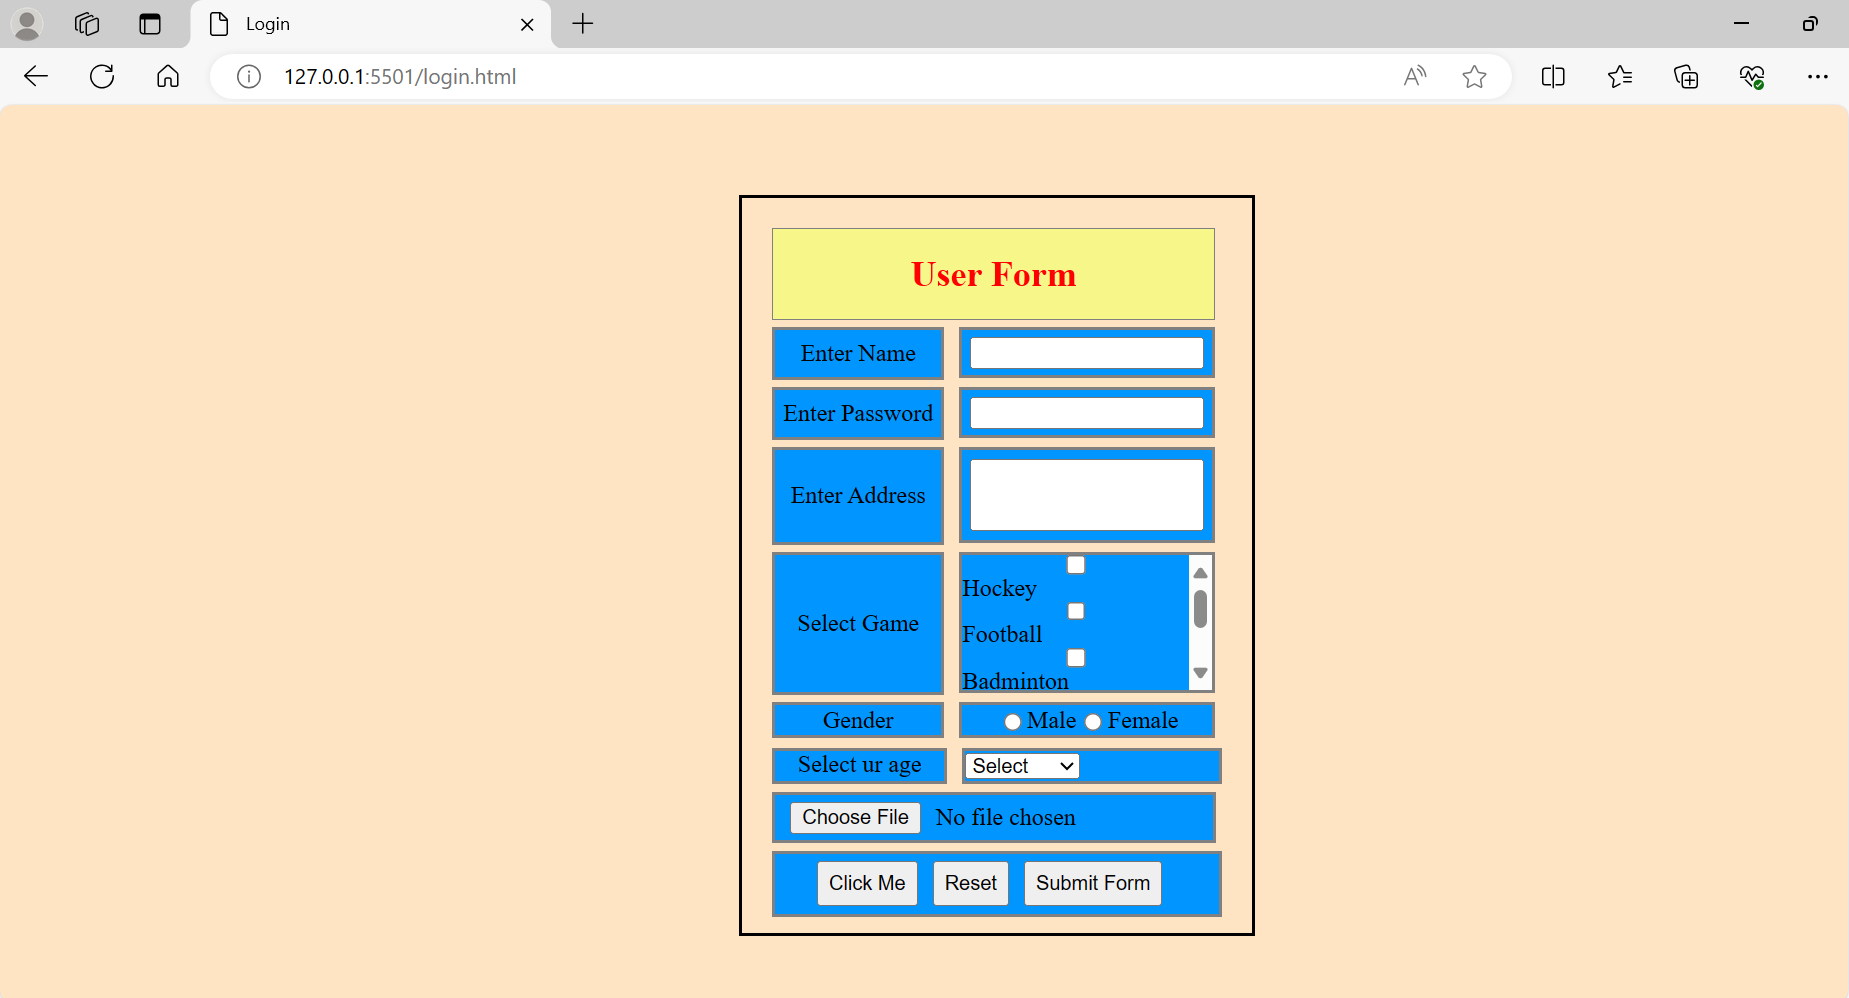 Login
127.0.0.1:5501/login.html
User Form
Enter Name
Enter Password
Enter Address
Select Game
Hockey
Football
Badminton
Gender Male Female
Select ur age Select
Choose File No file chosen
Click Me Reset Submit Form